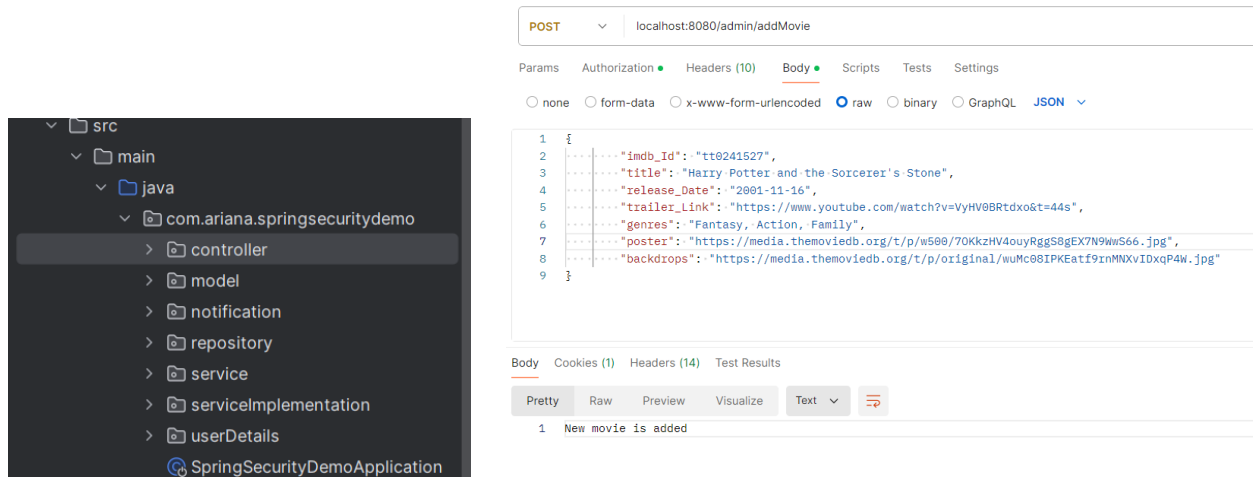 src
main
java
com.ariana.springsecuritydemo
controller
model
notification
repository
service
serviceImplementation
userDetails
SpringSecurityDemoApplication
POST localhost:8080/admin/addMovie
Params Authorization Headers (10) Body Scripts Tests Settings
none form-data x-www-form-urlencoded raw binary GraphQL JSON
1 {
2 "imdb_Id": "tt0241527",
3 "title": "Harry Potter and the Sorcerer's Stone",
4 "release_Date": "2001-11-16",
5 "trailer_Link": "https://www.youtube.com/watch?v=VyHV0BRtdxo&t=44s",
6 "genres": "Fantasy, Action, Family",
7 "poster": "https://media.themoviedb.org/t/p/w500/7OKkzHV4ouyRggS8gEX7N9WwS66.jpg",
8 "backdrops": "https://media.themoviedb.org/t/p/original/wuMc08IPKEatf9rnMNXvIDxqP4W.jpg"
9 }
Body Cookies (1) Headers (14) Test Results
Pretty Raw Preview Visualize Text
1 New movie is added